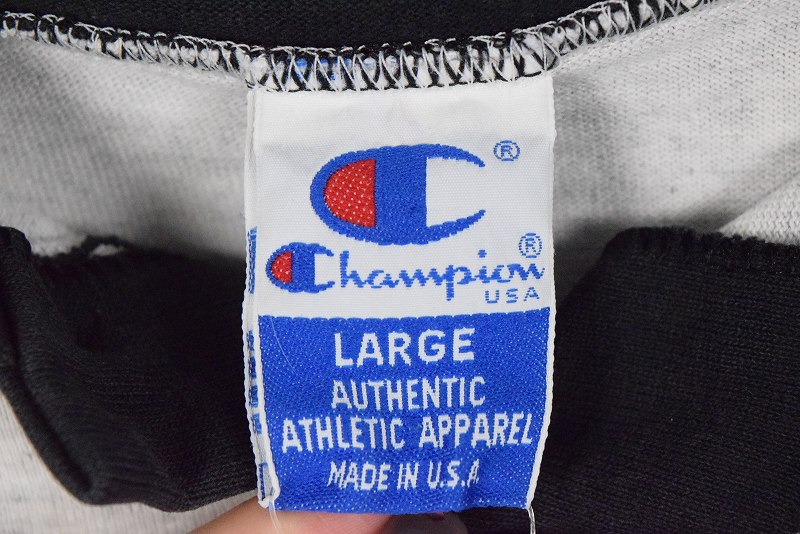 ®
Champion®
USA
LARGE
AUTHENTIC
ATHLETIC APPAREL
MADE IN U.S.A.